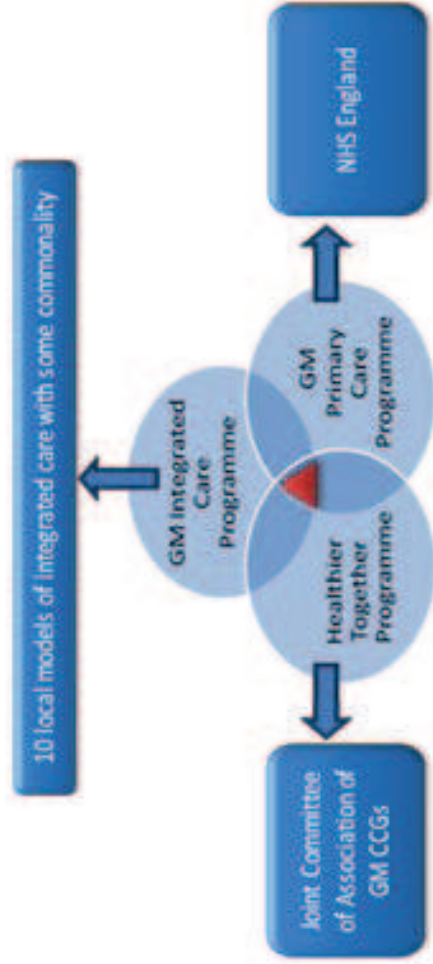 10 local models of integrated care with some commonality
GM Integrated
Care
Programme
Healthier
Together
Programme
GM
Primary
Care
Programme
Joint Committee
of Association of
GM CCGs
NHS England